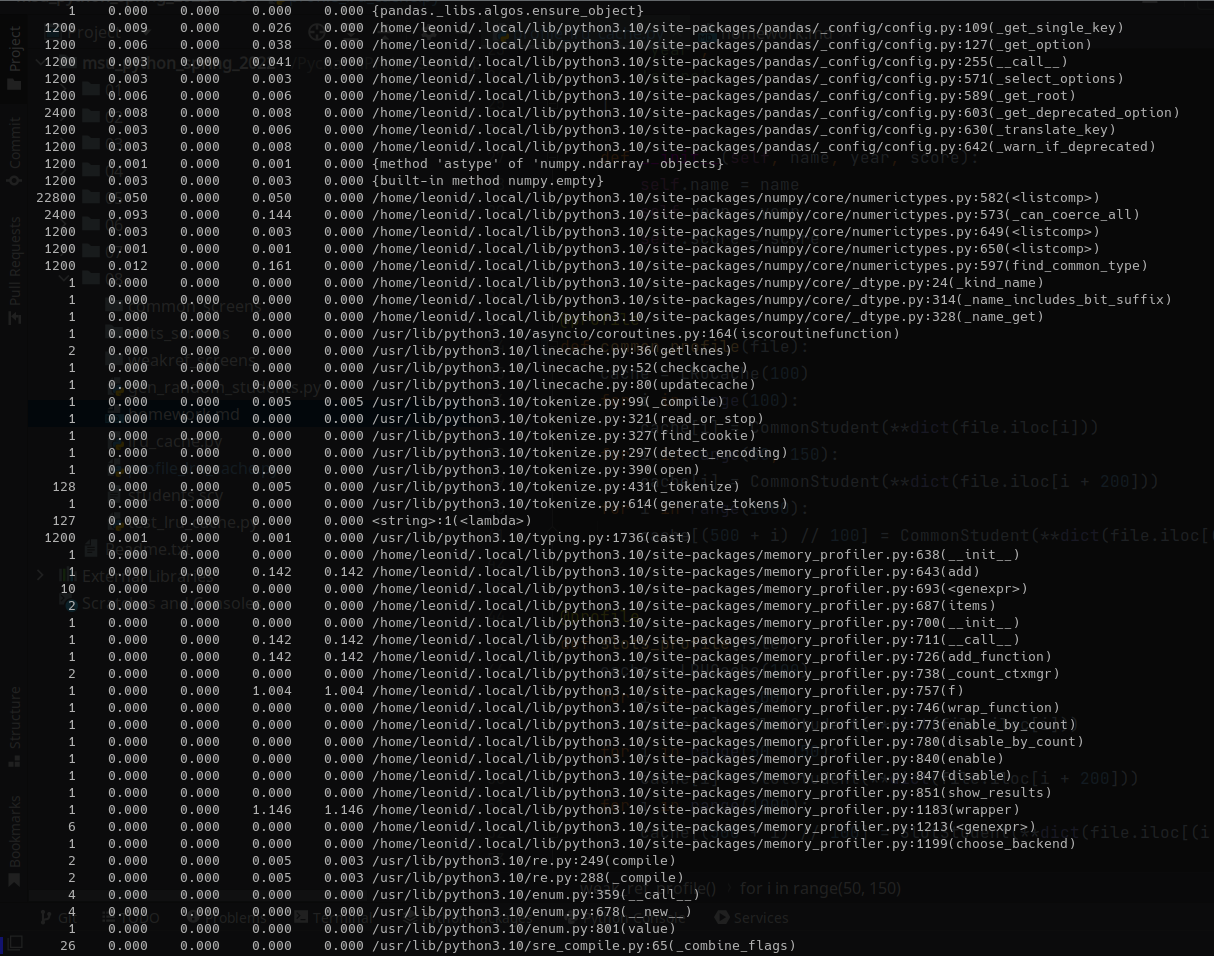 1 0.000 0.000 0.000 0.000 {pandas._libs.algos.ensure_object}
1200 0.009 0.000 0.026 0.000 /home/leonid/.local/lib/python3.10/site-packages/pandas/_config/config.py:109(_get_single_key)
1200 0.006 0.000 0.038 0.000 /home/leonid/.local/lib/python3.10/site-packages/pandas/_config/config.py:127(_get_option)
1200 0.003 0.000 0.041 0.000 /home/leonid/.local/lib/python3.10/site-packages/pandas/_config/config.py:255(__call__)
1200 0.003 0.000 0.003 0.000 /home/leonid/.local/lib/python3.10/site-packages/pandas/_config/config.py:571(_select_options)
1200 0.006 0.000 0.006 0.000 /home/leonid/.local/lib/python3.10/site-packages/pandas/_config/config.py:589(_get_root)
2400 0.008 0.000 0.008 0.000 /home/leonid/.local/lib/python3.10/site-packages/pandas/_config/config.py:603(_get_deprecated_option)
1200 0.003 0.000 0.006 0.000 /home/leonid/.local/lib/python3.10/site-packages/pandas/_config/config.py:630(_translate_key)
1200 0.003 0.000 0.008 0.000 /home/leonid/.local/lib/python3.10/site-packages/pandas/_config/config.py:642(_warn_if_deprecated)
1200 0.001 0.000 0.001 0.000 {method 'astype' of 'numpy.ndarray' objects}
1200 0.003 0.000 0.003 0.000 {built-in method numpy.empty}
22800 0.050 0.000 0.050 0.000 /home/leonid/.local/lib/python3.10/site-packages/numpy/core/numerictypes.py:582(<listcomp>)
2400 0.093 0.000 0.144 0.000 /home/leonid/.local/lib/python3.10/site-packages/numpy/core/numerictypes.py:573(_can_coerce_all)
1200 0.003 0.000 0.003 0.000 /home/leonid/.local/lib/python3.10/site-packages/numpy/core/numerictypes.py:649(<listcomp>)
1200 0.001 0.000 0.001 0.000 /home/leonid/.local/lib/python3.10/site-packages/numpy/core/numerictypes.py:650(<listcomp>)
1200 0.012 0.000 0.161 0.000 /home/leonid/.local/lib/python3.10/site-packages/numpy/core/numerictypes.py:597(find_common_type)
1 0.000 0.000 0.000 0.000 /home/leonid/.local/lib/python3.10/site-packages/numpy/core/_dtype.py:24(_kind_name)
1 0.000 0.000 0.000 0.000 /home/leonid/.local/lib/python3.10/site-packages/numpy/core/_dtype.py:314(_name_includes_bit_suffix)
1 0.000 0.000 0.000 0.000 /home/leonid/.local/lib/python3.10/site-packages/numpy/core/_dtype.py:328(_name_get)
1 0.000 0.000 0.000 0.000 /usr/lib/python3.10/asyncio/coroutines.py:164(iscoroutinefunction)
2 0.000 0.000 0.000 0.000 /usr/lib/python3.10/linecache.py:36(getlines)
1 0.000 0.000 0.000 0.000 /usr/lib/python3.10/linecache.py:52(checkcache)
1 0.000 0.000 0.000 0.000 /usr/lib/python3.10/linecache.py:80(updatecache)
1 0.000 0.000 0.005 0.005 /usr/lib/python3.10/tokenize.py:99(_compile)
1 0.000 0.000 0.000 0.000 /usr/lib/python3.10/tokenize.py:321(read_or_stop)
1 0.000 0.000 0.000 0.000 /usr/lib/python3.10/tokenize.py:327(find_cookie)
1 0.000 0.000 0.000 0.000 /usr/lib/python3.10/tokenize.py:297(detect_encoding)
1 0.000 0.000 0.000 0.000 /usr/lib/python3.10/tokenize.py:390(open)
128 0.000 0.000 0.005 0.000 /usr/lib/python3.10/tokenize.py:431(_tokenize)
1 0.000 0.000 0.000 0.000 /usr/lib/python3.10/tokenize.py:614(generate_tokens)
127 0.000 0.000 0.000 0.000 <string>:1(<lambda>)
1200 0.001 0.000 0.001 0.000 /usr/lib/python3.10/typing.py:1736(cast)
1 0.000 0.000 0.000 0.000 /home/leonid/.local/lib/python3.10/site-packages/memory_profiler.py:638(__init__)
1 0.000 0.000 0.142 0.142 /home/leonid/.local/lib/python3.10/site-packages/memory_profiler.py:643(add)
10 0.000 0.000 0.000 0.000 /home/leonid/.local/lib/python3.10/site-packages/memory_profiler.py:693(<genexpr>)
2 0.000 0.000 0.000 0.000 /home/leonid/.local/lib/python3.10/site-packages/memory_profiler.py:687(items)
1 0.000 0.000 0.000 0.000 /home/leonid/.local/lib/python3.10/site-packages/memory_profiler.py:700(__init__)
1 0.000 0.000 0.142 0.142 /home/leonid/.local/lib/python3.10/site-packages/memory_profiler.py:711(__call__)
1 0.000 0.000 0.142 0.142 /home/leonid/.local/lib/python3.10/site-packages/memory_profiler.py:726(add_function)
2 0.000 0.000 0.000 0.000 /home/leonid/.local/lib/python3.10/site-packages/memory_profiler.py:738(_count_ctxmgr)
1 0.000 0.000 1.004 1.004 /home/leonid/.local/lib/python3.10/site-packages/memory_profiler.py:757(f)
1 0.000 0.000 0.000 0.000 /home/leonid/.local/lib/python3.10/site-packages/memory_profiler.py:746(wrap_function)
1 0.000 0.000 0.000 0.000 /home/leonid/.local/lib/python3.10/site-packages/memory_profiler.py:773(enable_by_count)
1 0.000 0.000 0.000 0.000 /home/leonid/.local/lib/python3.10/site-packages/memory_profiler.py:780(disable_by_count)
1 0.000 0.000 0.000 0.000 /home/leonid/.local/lib/python3.10/site-packages/memory_profiler.py:840(enable)
1 0.000 0.000 0.000 0.000 /home/leonid/.local/lib/python3.10/site-packages/memory_profiler.py:847(disable)
1 0.000 0.000 0.000 0.000 /home/leonid/.local/lib/python3.10/site-packages/memory_profiler.py:851(show_results)
1 0.000 0.000 1.146 1.146 /home/leonid/.local/lib/python3.10/site-packages/memory_profiler.py:1183(wrapper)
6 0.000 0.000 0.000 0.000 /home/leonid/.local/lib/python3.10/site-packages/memory_profiler.py:1213(<genexpr>)
1 0.000 0.000 0.000 0.000 /home/leonid/.local/lib/python3.10/site-packages/memory_profiler.py:1199(choose_backend)
2 0.000 0.000 0.005 0.003 /usr/lib/python3.10/re.py:249(compile)
2 0.000 0.000 0.005 0.003 /usr/lib/python3.10/re.py:288(_compile)
4 0.000 0.000 0.000 0.000 /usr/lib/python3.10/enum.py:359(__call__)
4 0.000 0.000 0.000 0.000 /usr/lib/python3.10/enum.py:678(__new__)
1 0.000 0.000 0.000 0.000 /usr/lib/python3.10/enum.py:801(value)
26 0.000 0.000 0.000 0.000 /usr/lib/python3.10/sre_compile.py:65(_combine_flags)
Project
Commit
Pull Requests
Structure
Bookmarks
for i in range(50, 150)
Services